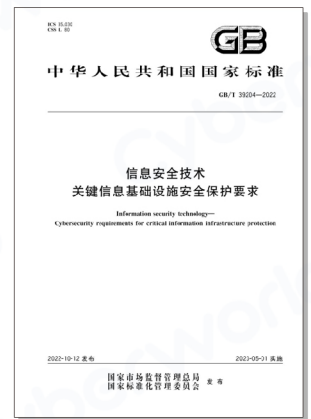 ICS 35.030
CSS L 80
GB
中华人民共和国国家标准
GB/T 39204—2022
信息安全技术
关键信息基础设施安全保护要求
Information security technology—
Cybersecurity requirements for critical information infrastructure protection
2022-10-12 发布
2023-05-01 实施
国家市场监督管理总局
国家标准化管理委员会 发布